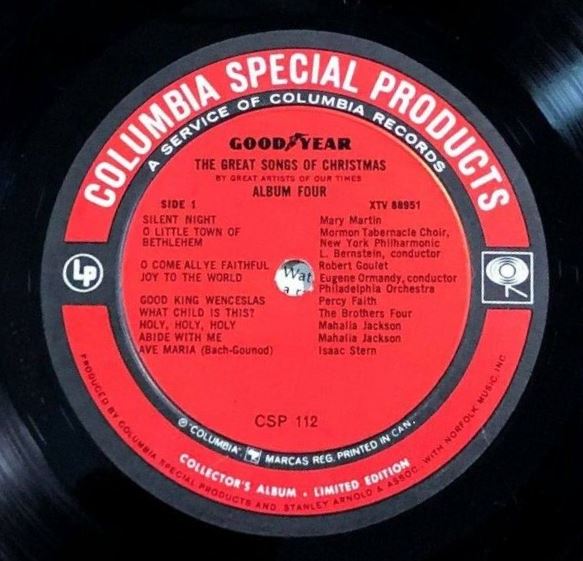 COLUMBIA SPECIAL PRODUCTS
A SERVICE OF COLUMBIA RECORDS
GOODYEAR
THE GREAT SONGS OF CHRISTMAS
BY GREAT ARTISTS OF OUR TIMES
ALBUM FOUR
SIDE 1 XTV 88951
SILENT NIGHT Mary Martin
O LITTLE TOWN OF Mormon Tabernacle Choir,
BETHLEHEM New York Philharmonic
L. Bernstein, conductor
O COME ALL YE FAITHFUL Robert Goulet
JOY TO THE WORLD Eugene Ormandy, conductor
Philadelphia Orchestra
GOOD KING WENCESLAS Percy Faith
WHAT CHILD IS THIS? The Brothers Four
HOLY, HOLY, HOLY Mahalia Jackson
ABIDE WITH ME Mahalia Jackson
AVE MARIA (Bach-Gounod) Isaac Stern
LP
Wat
CSP 112
® "COLUMBIA", MARCAS REG. PRINTED IN CAN.
COLLECTOR'S ALBUM • LIMITED EDITION
PRODUCED BY COLUMBIA SPECIAL PRODUCTS AND STANLEY ARNOLD & ASSOC. WITH NORFOLK MUSIC, INC